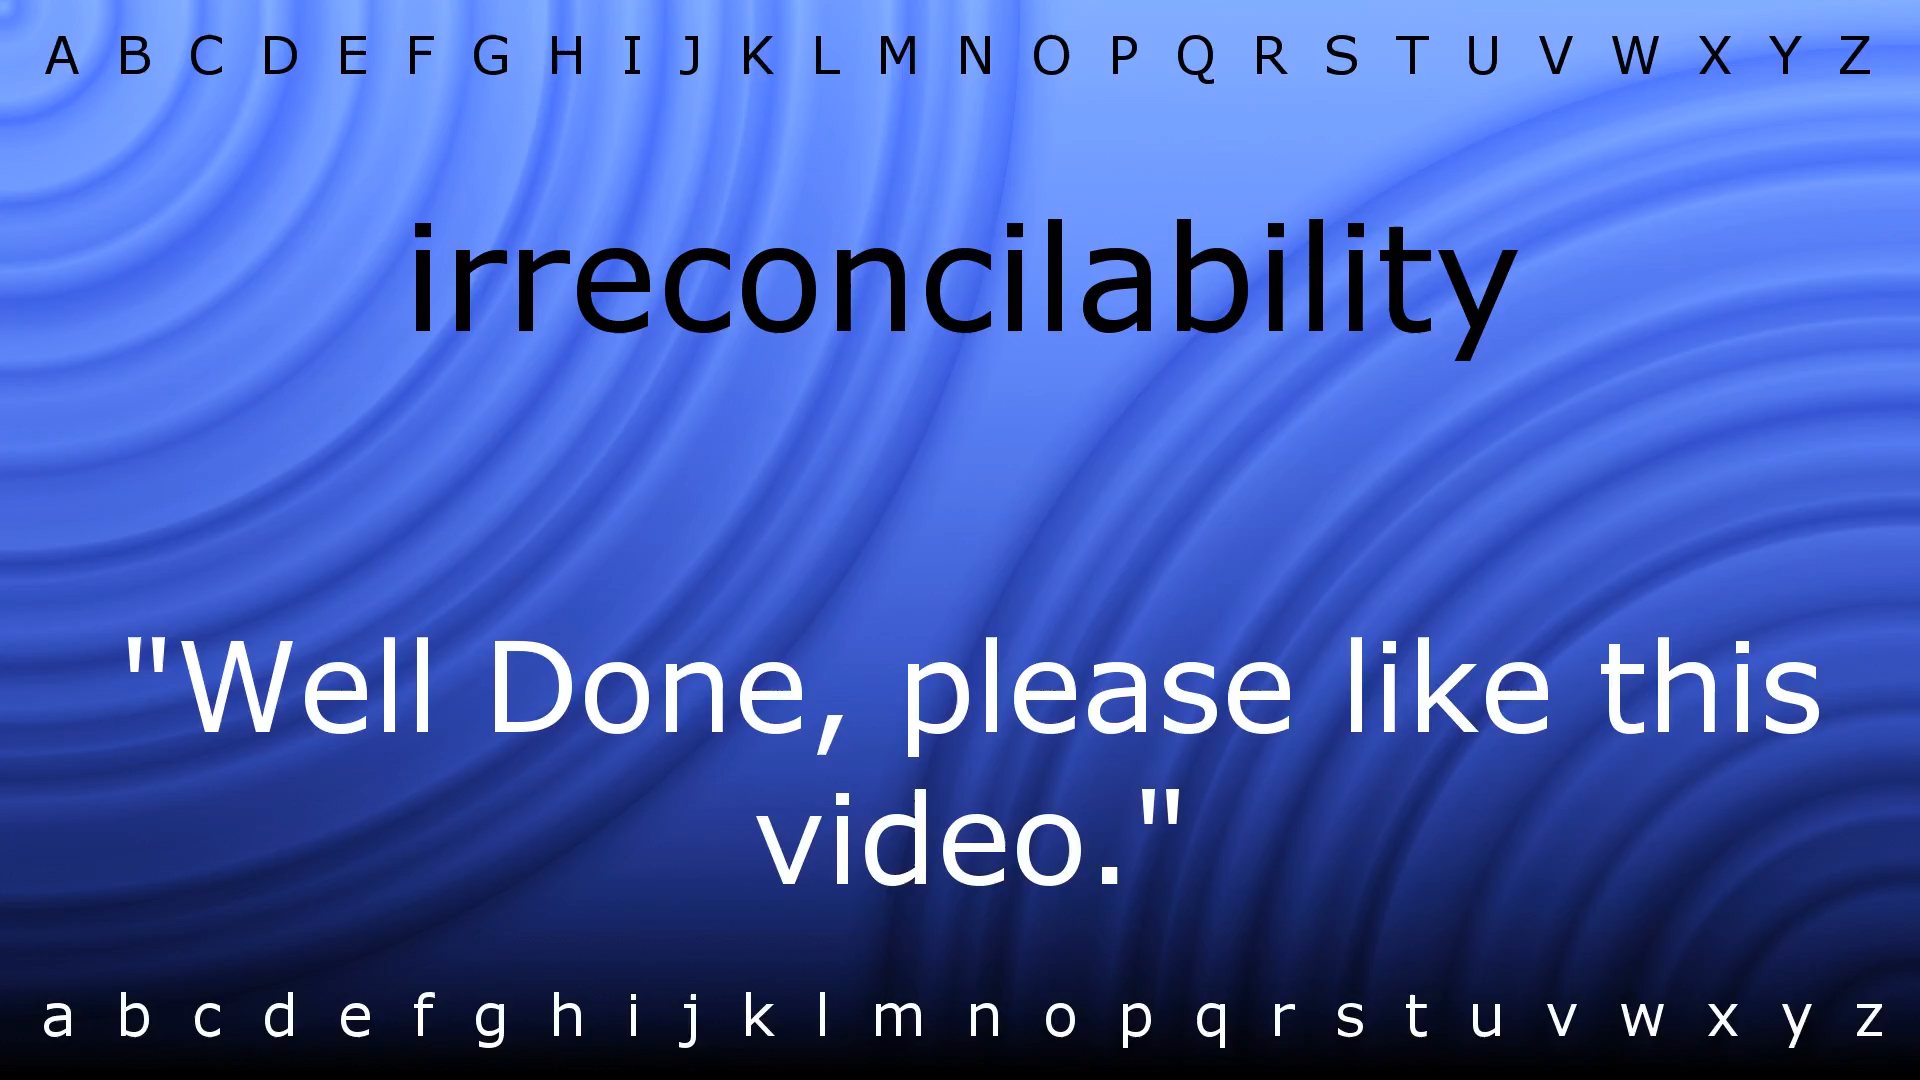 A B C D E F G H I J K L M N O P Q R S T U V W X Y Z
irreconcilability
"Well Done, please like this
video."
a b c d e f g h i j k l m n o p q r s t u v w x y z